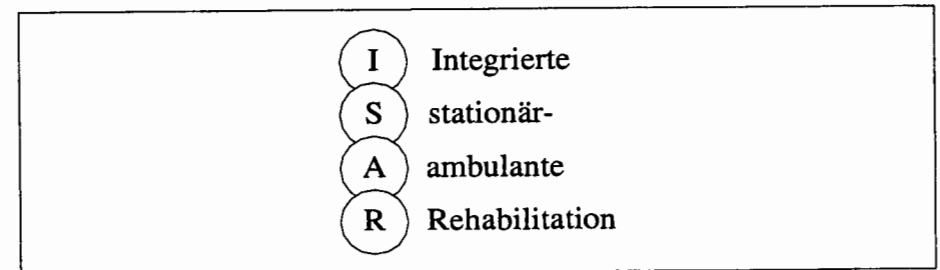 I Integrierte
S stationär-
A ambulante
R Rehabilitation